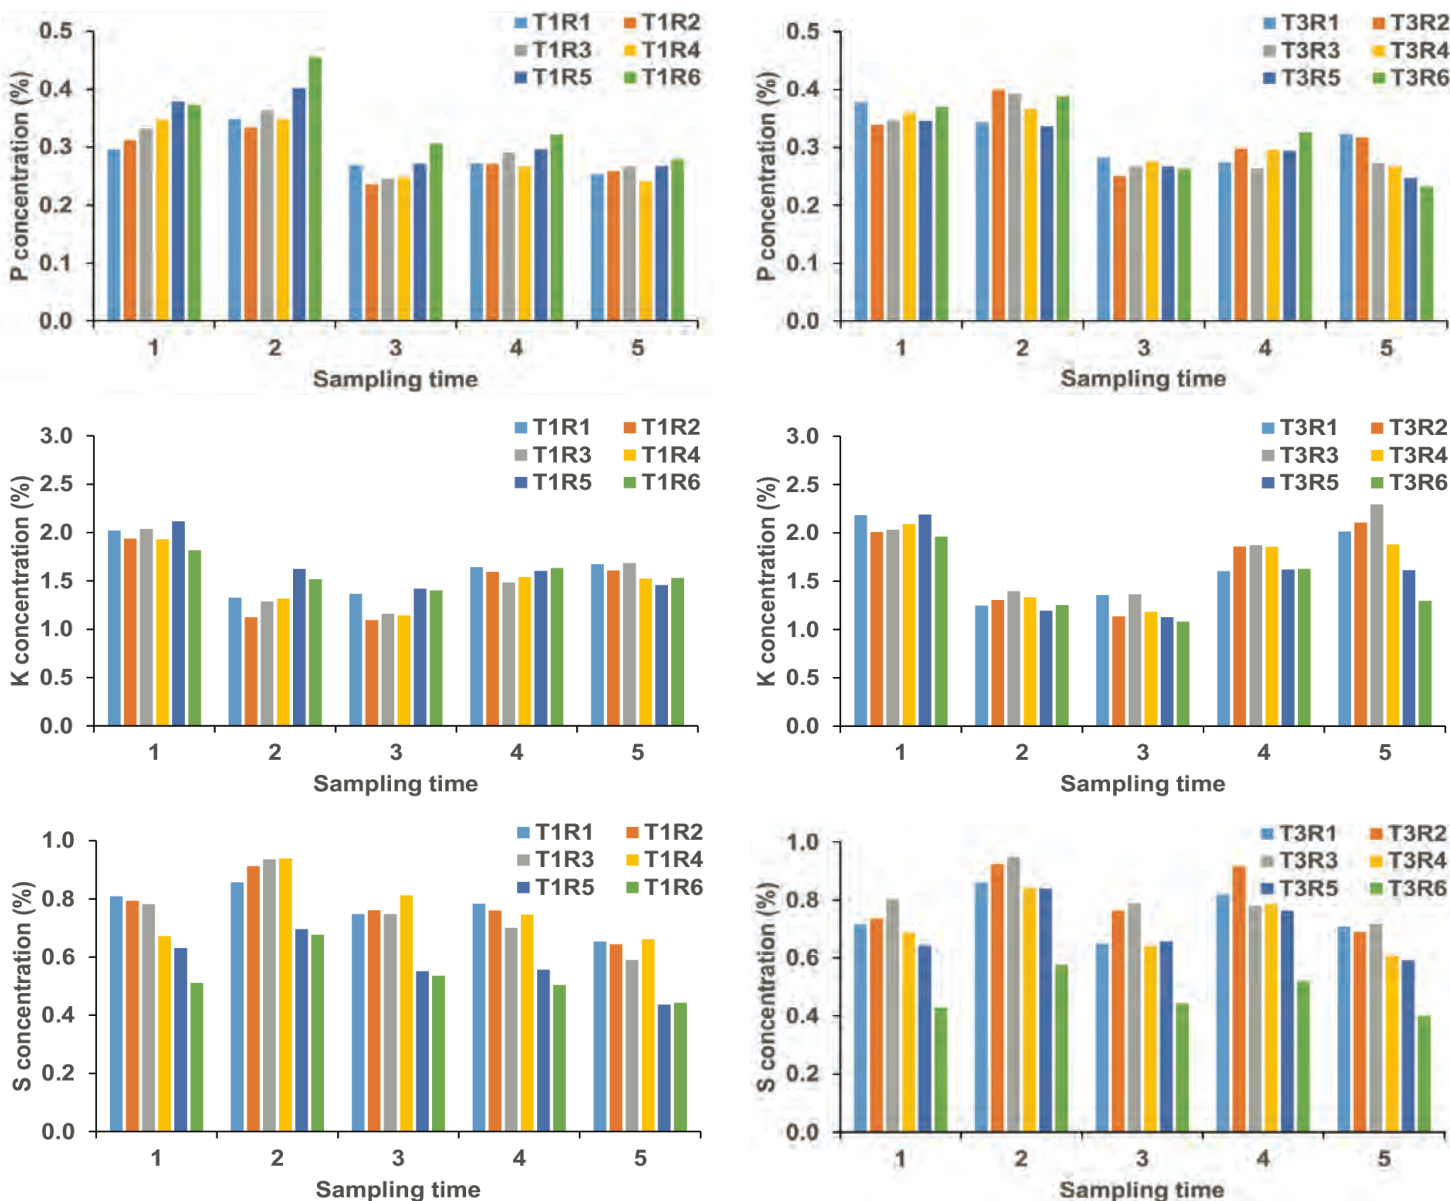 T1R1 T1R2
T1R3 T1R4
T1R5 T1R6
P concentration (%)
0.5
0.4
0.3
0.2
0.1
0.0
1 2 3 4 5
Sampling time
T3R1 T3R2
T3R3 T3R4
T3R5 T3R6
P concentration (%)
0.5
0.4
0.3
0.2
0.1
0.0
1 2 3 4 5
Sampling time
T1R1 T1R2
T1R3 T1R4
T1R5 T1R6
K concentration (%)
3.0
2.5
2.0
1.5
1.0
0.5
0.0
1 2 3 4 5
Sampling time
T3R1 T3R2
T3R3 T3R4
T3R5 T3R6
K concentration (%)
3.0
2.5
2.0
1.5
1.0
0.5
0.0
1 2 3 4 5
Sampling time
T1R1 T1R2
T1R3 T1R4
T1R5 T1R6
S concentration (%)
1.0
0.8
0.6
0.4
0.2
0.0
1 2 3 4 5
Sampling time
T3R1 T3R2
T3R3 T3R4
T3R5 T3R6
S concentration (%)
1.0
0.8
0.6
0.4
0.2
0.0
1 2 3 4 5
Sampling time